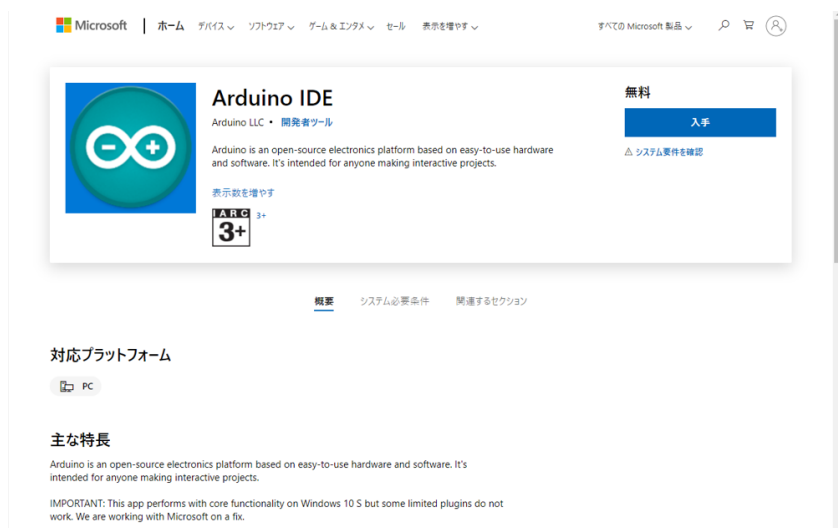 Microsoft ホーム デバイス ソフトウェア ゲーム & エンタメ セール 表示を増やす すべての Microsoft 製品
Arduino IDE
Arduino LLC • 開発者ツール
Arduino is an open-source electronics platform based on easy-to-use hardware
and software. It's intended for anyone making interactive projects.
表示数を増やす
IARC
3+
3+
無料
入手
システム要件を確認
概要 システム必要条件 関連するセクション
対応プラットフォーム
PC
主な特長
Arduino is an open-source electronics platform based on easy-to-use hardware and software. It's
intended for anyone making interactive projects.
IMPORTANT: This app performs with core functionality on Windows 10 S but some limited plugins do not
work. We are working with Microsoft on a fix.